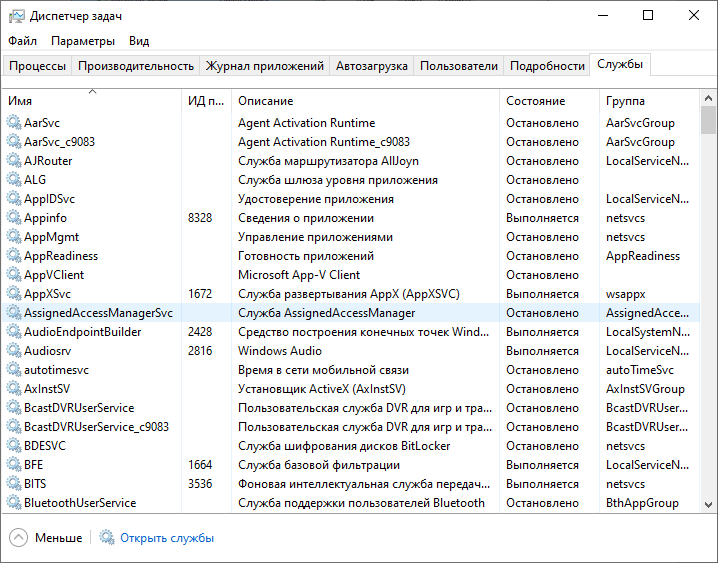 Диспетчер задач
Файл Параметры Вид
Процессы Производительность Журнал приложений Автозагрузка Пользователи Подробности Службы
Имя ИД п... Описание Состояние Группа
AarSvc Agent Activation Runtime Остановлено AarSvcGroup
AarSvc_c9083 Agent Activation Runtime_c9083 Остановлено AarSvcGroup
AJRouter Служба маршрутизатора AllJoyn Остановлено LocalServiceN...
ALG Служба шлюза уровня приложения Остановлено
AppIDSvc Удостоверение приложения Остановлено LocalServiceN...
Appinfo 8328 Сведения о приложении Выполняется netsvcs
AppMgmt Управление приложениями Остановлено netsvcs
AppReadiness Готовность приложений Остановлено AppReadiness
AppVClient Microsoft App-V Client Остановлено
AppXSvc 1672 Служба развертывания AppX (AppXSVC) Выполняется wsappx
AssignedAccessManagerSvc Служба AssignedAccessManager Остановлено AssignedAcce...
AudioEndpointBuilder 2428 Средство построения конечных точек Wind... Выполняется LocalSystemN...
Audiosrv 2816 Windows Audio Выполняется LocalServiceN...
autotimesvc Время в сети мобильной связи Остановлено autoTimeSvc
AxInstSV Установщик ActiveX (AxInstSV) Остановлено AxInstSVGroup
BcastDVRUserService Пользовательская служба DVR для игр и тра... Остановлено BcastDVRUser...
BcastDVRUserService_c9083 Пользовательская служба DVR для игр и тра... Остановлено BcastDVRUser...
BDESVC Служба шифрования дисков BitLocker Остановлено netsvcs
BFE 1664 Служба базовой фильтрации Выполняется LocalServiceN...
BITS 3536 Фоновая интеллектуальная служба передач... Выполняется netsvcs
BluetoothUserService Служба поддержки пользователей Bluetooth Остановлено BthAppGroup
Меньше Открыть службы